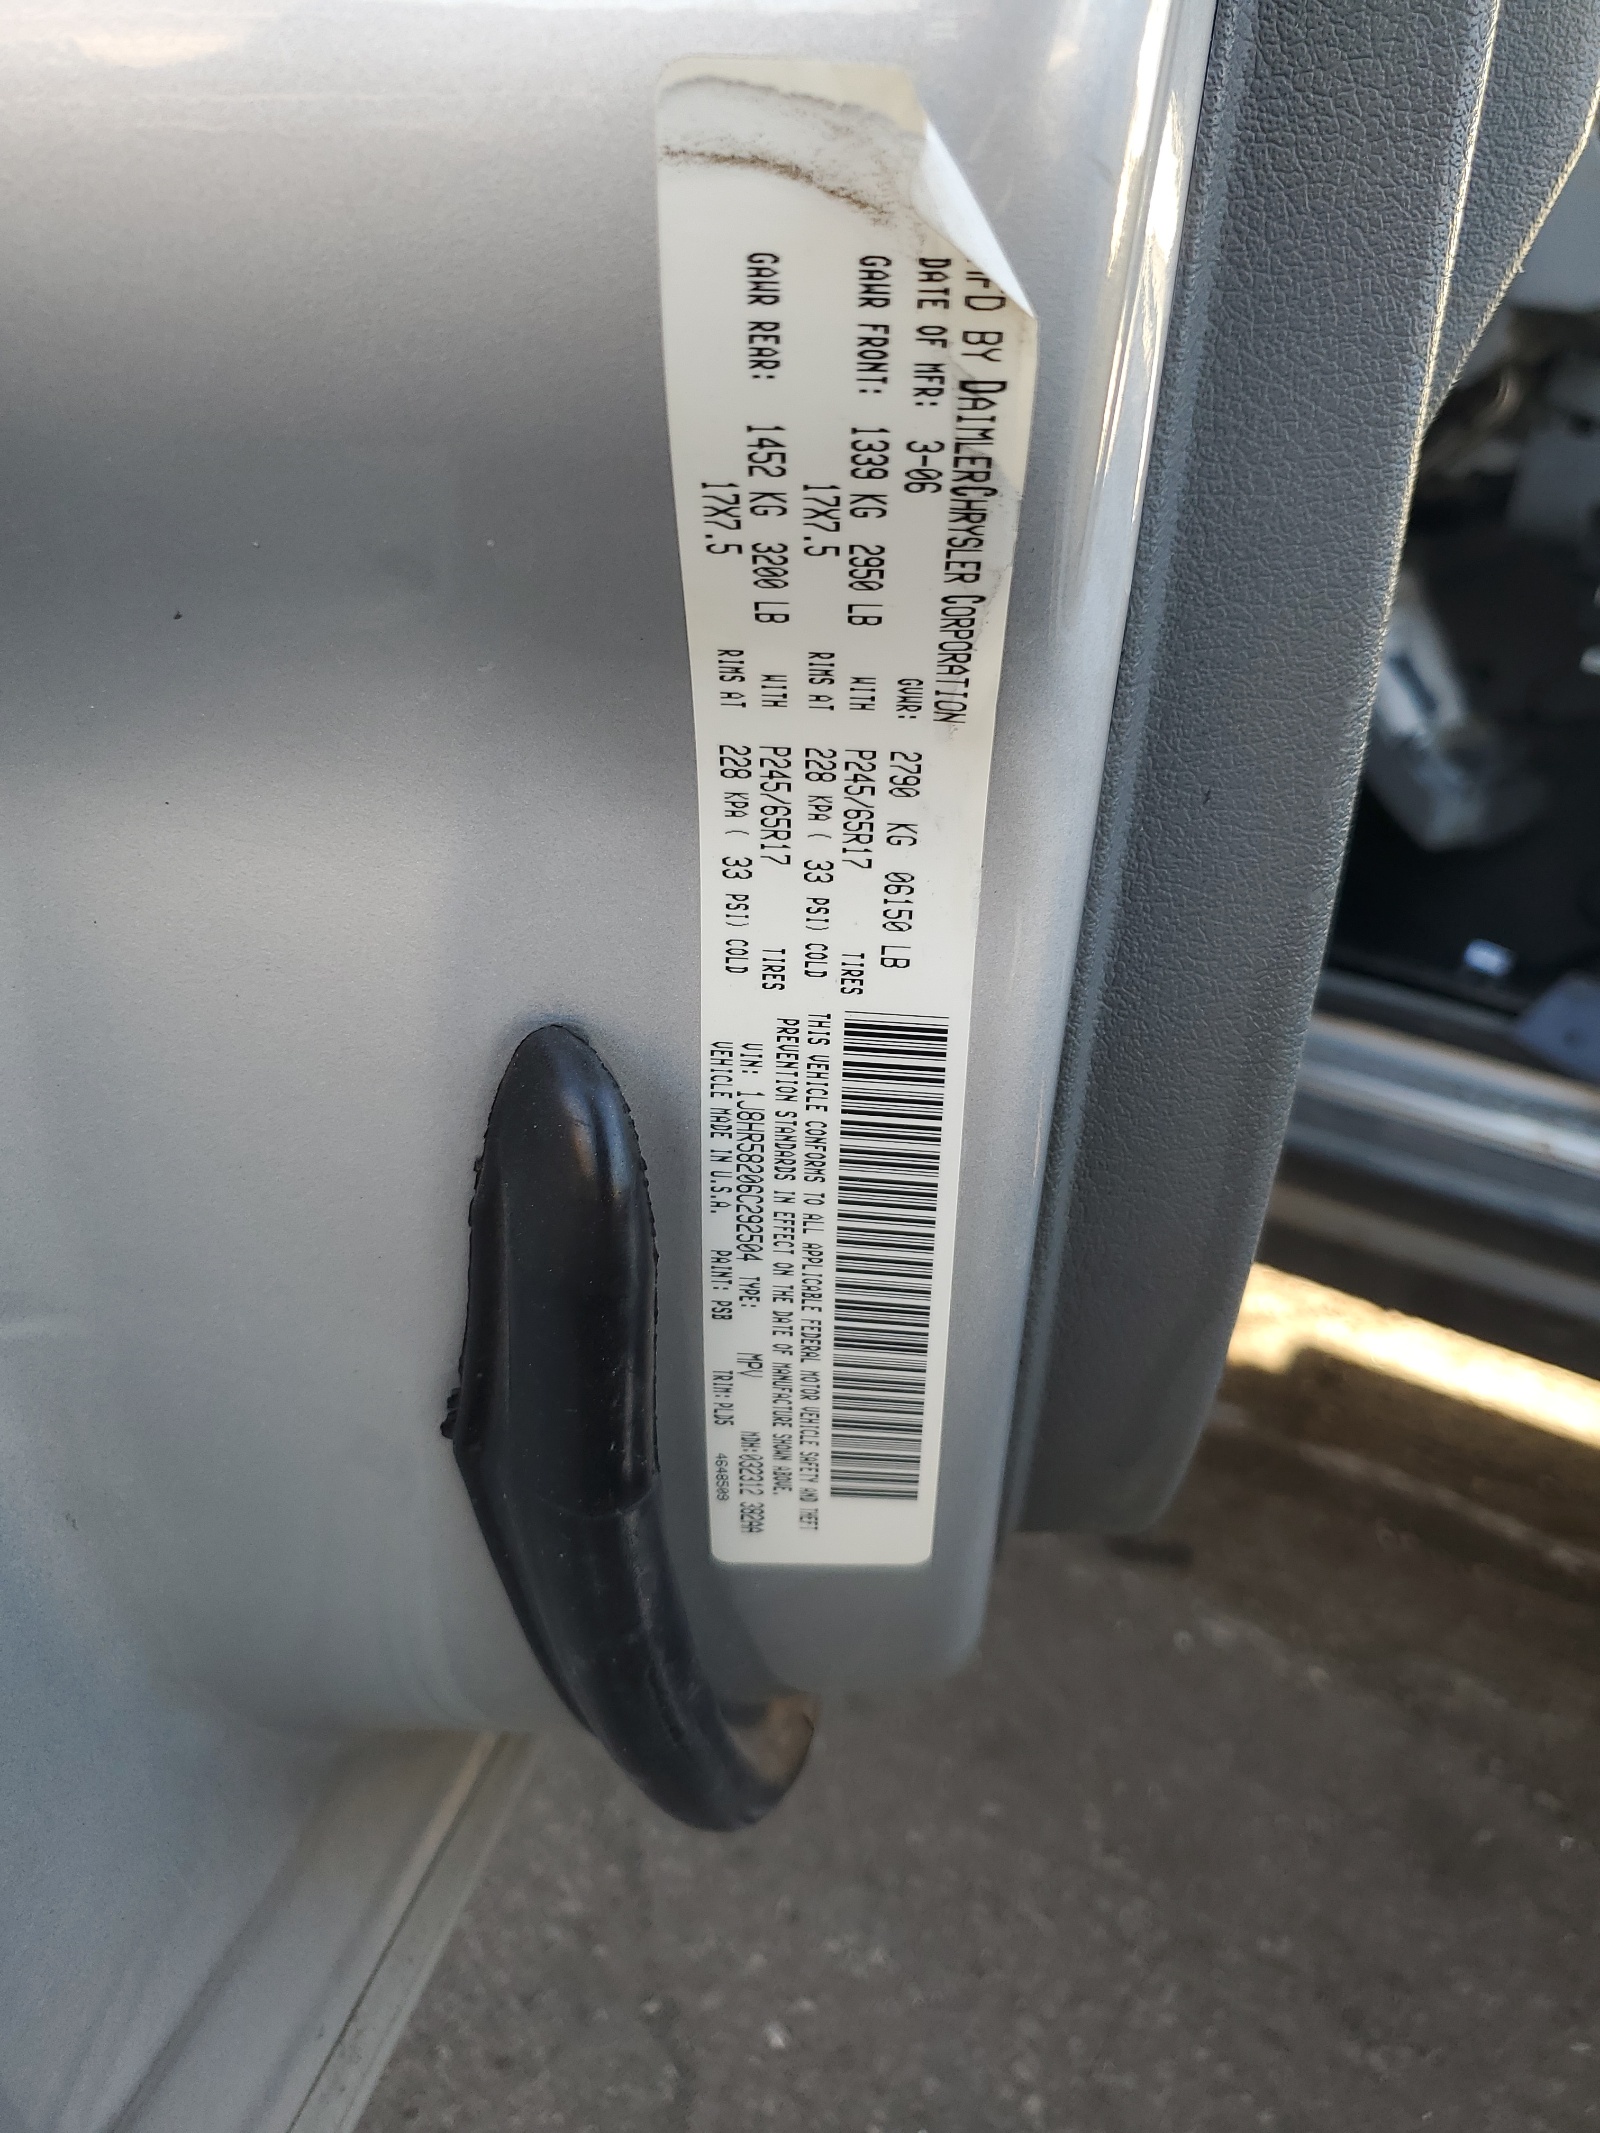 MFD BY DAIMLERCHRYSLER CORPORATION
DATE OF MFR: 3-06 GVWR: 2790 KG 06150 LB
GAWR FRONT: 1339 KG 2950 LB WITH P245/65R17 TIRES
17X7.5 RIMS AT 228 KPA ( 33 PSI) COLD
GAWR REAR: 1452 KG 3200 LB WITH P245/65R17 TIRES
17X7.5 RIMS AT 228 KPA ( 33 PSI) COLD
THIS VEHICLE CONFORMS TO ALL APPLICABLE FEDERAL MOTOR VEHICLE SAFETY AND THEFT
PREVENTION STANDARDS IN EFFECT ON THE DATE OF MANUFACTURE SHOWN ABOVE.
VIN: 1J8HR58206C292504 TYPE: MPV MDH:032312 382AA
VEHICLE MADE IN U.S.A. PAINT: PSB TRIM: PLDS 4648509